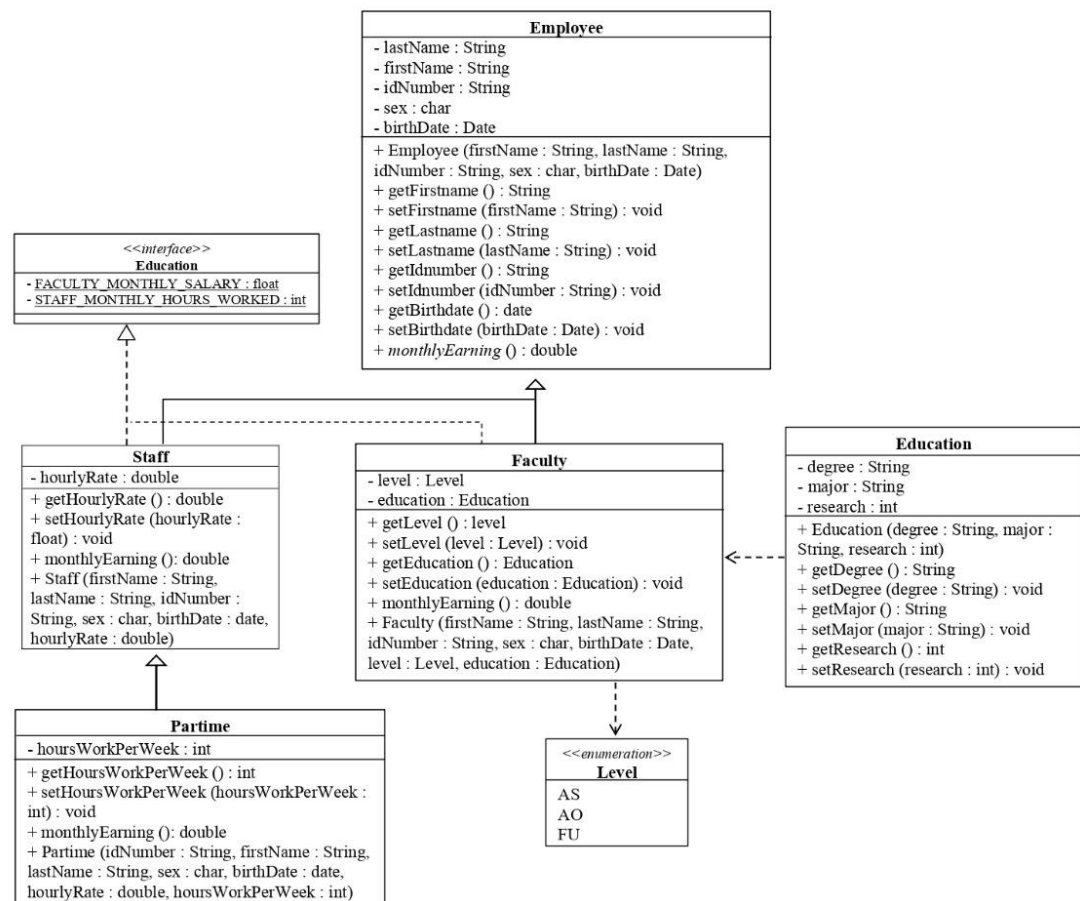 Employee
- lastName : String
- firstName : String
- idNumber : String
- sex : char
- birthDate : Date
+ Employee (firstName : String, lastName : String,
idNumber : String, sex : char, birthDate : Date)
+ getFirstname () : String
+ setFirstname (firstName : String) : void
+ getLastname () : String
+ setLastname (lastName : String) : void
+ getIdnumber () : String
+ setIdnumber (idNumber : String) : void
+ getBirthdate () : date
+ setBirthdate (birthDate : Date) : void
+ monthlyEarning () : double
<<interface>>
Education
- FACULTY_MONTHLY_SALARY : float
- STAFF_MONTHLY_HOURS_WORKED : int
Staff
- hourlyRate : double
+ getHourlyRate () : double
+ setHourlyRate (hourlyRate :
float) : void
+ monthlyEarning (): double
+ Staff (firstName : String,
lastName : String, idNumber :
String, sex : char, birthDate : date,
hourlyRate : double)
Faculty
- level : Level
- education : Education
+ getLevel () : level
+ setLevel (level : Level) : void
+ getEducation () : Education
+ setEducation (education : Education) : void
+ monthlyEarning () : double
+ Faculty (firstName : String, lastName : String,
idNumber : String, sex : char, birthDate : Date,
level : Level, education : Education)
Education
- degree : String
- major : String
- research : int
+ Education (degree : String, major :
String, research : int)
+ getDegree () : String
+ setDegree (degree : String) : void
+ getMajor () : String
+ setMajor (major : String) : void
+ getResearch () : int
+ setResearch (research : int) : void
Partime
- hoursWorkPerWeek : int
+ getHoursWorkPerWeek () : int
+ setHoursWorkPerWeek (hoursWorkPerWeek :
int) : void
+ monthlyEarning (): double
+ Partime (idNumber : String, firstName : String,
lastName : String, sex : char, birthDate : date,
hourlyRate : double, hoursWorkPerWeek : int)
<<enumeration>>
Level
AS
AO
FU